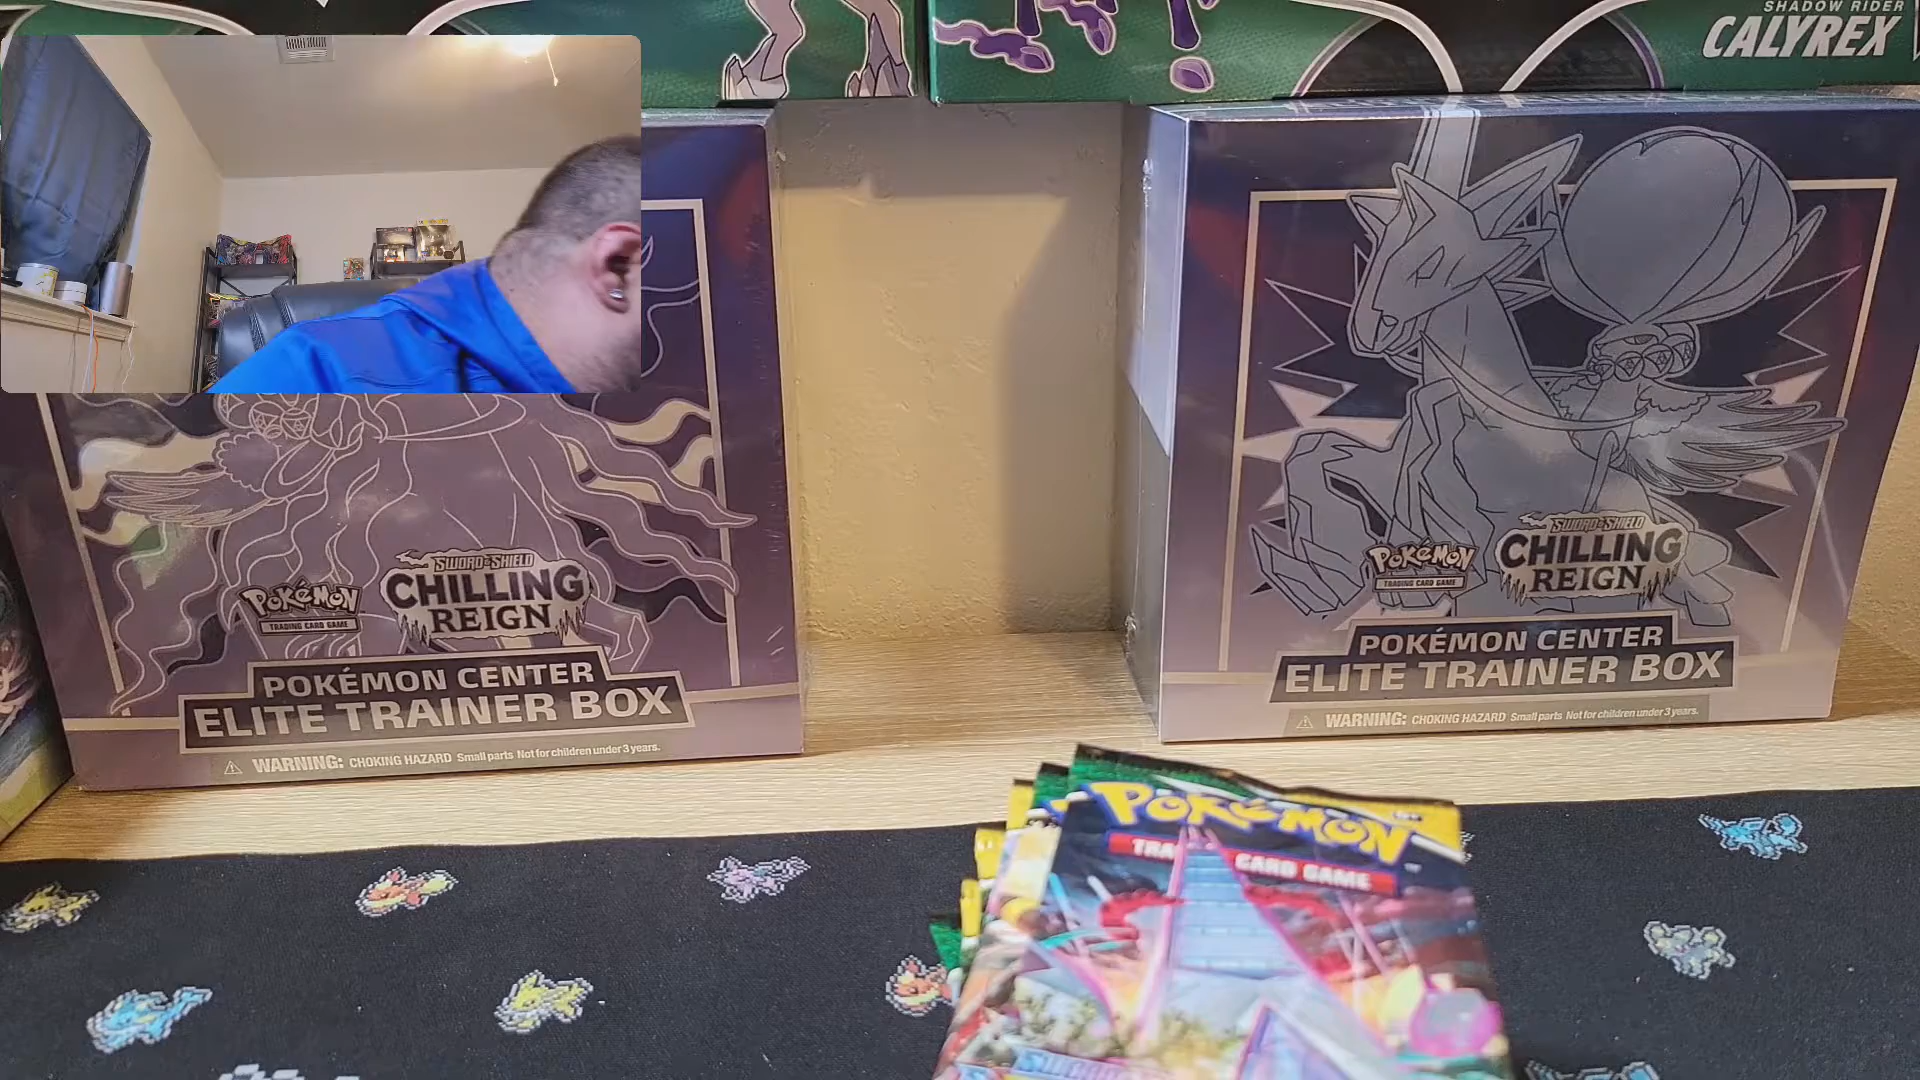 SHADOW RIDER
CALYREX
SWORD & SHIELD
POKéMON
TRADING CARD GAME
CHILLING
REIGN
POKÉMON CENTER
ELITE TRAINER BOX
WARNING: CHOKING HAZARD Small parts Not for children under 3 years.
SWORD & SHIELD
POKéMON
TRADING CARD GAME
CHILLING
REIGN
POKÉMON CENTER
ELITE TRAINER BOX
WARNING: CHOKING HAZARD Small parts Not for children under 3 years.
POKéMON
CARD GAME